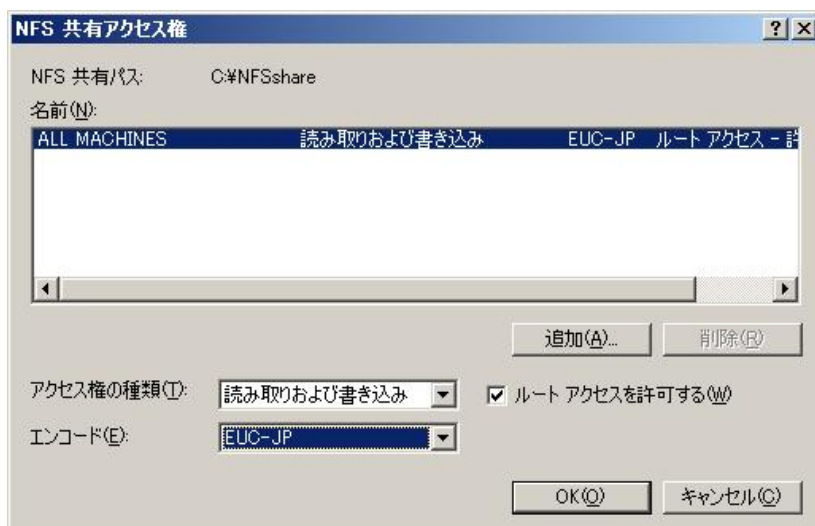 NFS 共有アクセス権
NFS 共有パス: C:¥NFSshare
名前(N):
ALL MACHINES 読み取りおよび書き込み EUC-JP ルート アクセス - 許
追加(A)... 削除(R)
アクセス権の種類(T): 読み取りおよび書き込み ルート アクセスを許可する(W)
エンコード(E): EUC-JP
OK(O) キャンセル(C)